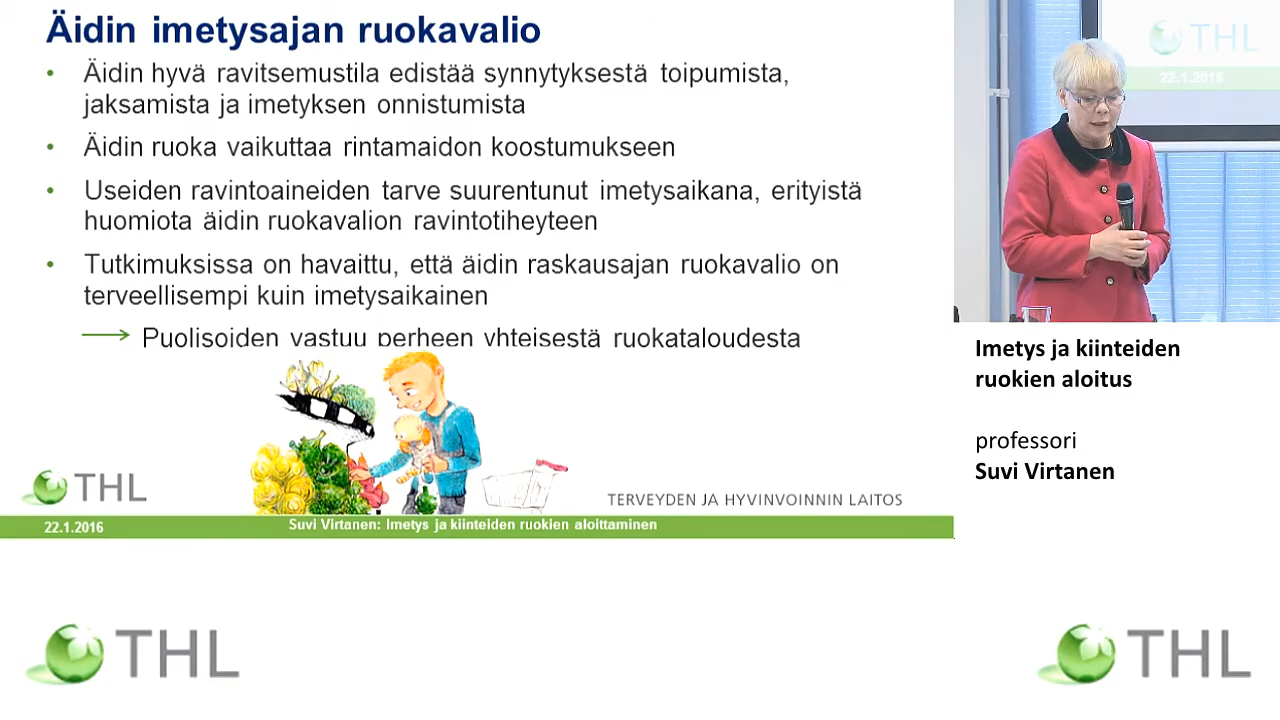 Äidin imetysajan ruokavalio
• Äidin hyvä ravitsemustila edistää synnytyksestä toipumista,
jaksamista ja imetyksen onnistumista
• Äidin ruoka vaikuttaa rintamaidon koostumukseen
• Useiden ravintoaineiden tarve suurentunut imetysaikana, erityistä
huomiota äidin ruokavalion ravintotiheyteen
• Tutkimuksissa on havaittu, että äidin raskausajan ruokavalio on
terveellisempi kuin imetysaikainen
Puolisoiden vastuu perheen yhteisestä ruokataloudesta
THL
TERVEYDEN JA HYVINVOINNIN LAITOS
22.1.2016
Suvi Virtanen: Imetys ja kiinteiden ruokien aloittaminen
THL
22.1.2016
Imetys ja kiinteiden
ruokien aloitus
professori
Suvi Virtanen
THL
THL